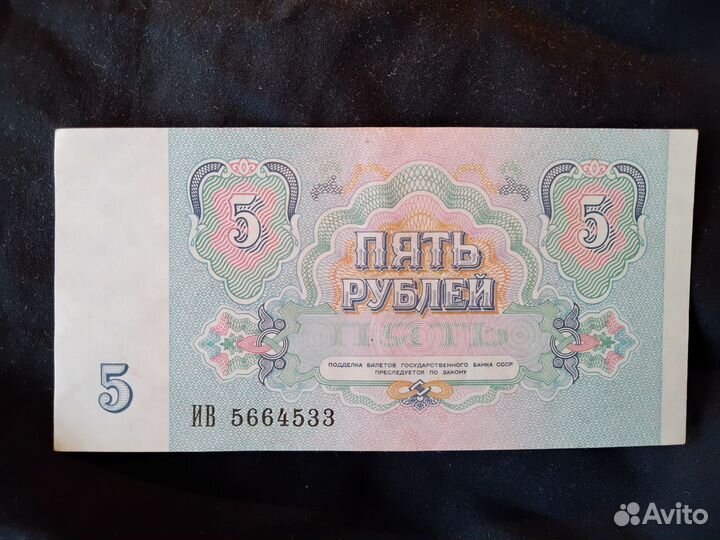 5
5
ПЯТЬ
РУБЛЕЙ
ПОДДЕЛКА БИЛЕТОВ ГОСУДАРСТВЕННОГО БАНКА СССР
ПРЕСЛЕДУЕТСЯ ПО ЗАКОНУ
5
ИВ 5664533
Avito